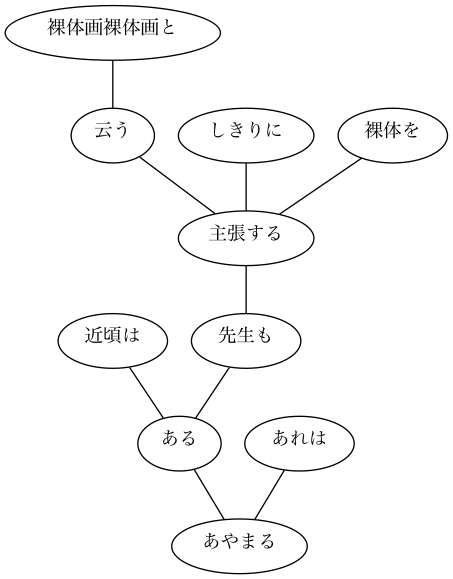 裸体画裸体画と
云う
しきりに
裸体を
主張する
近頃は
先生も
ある
あれは
あやまる